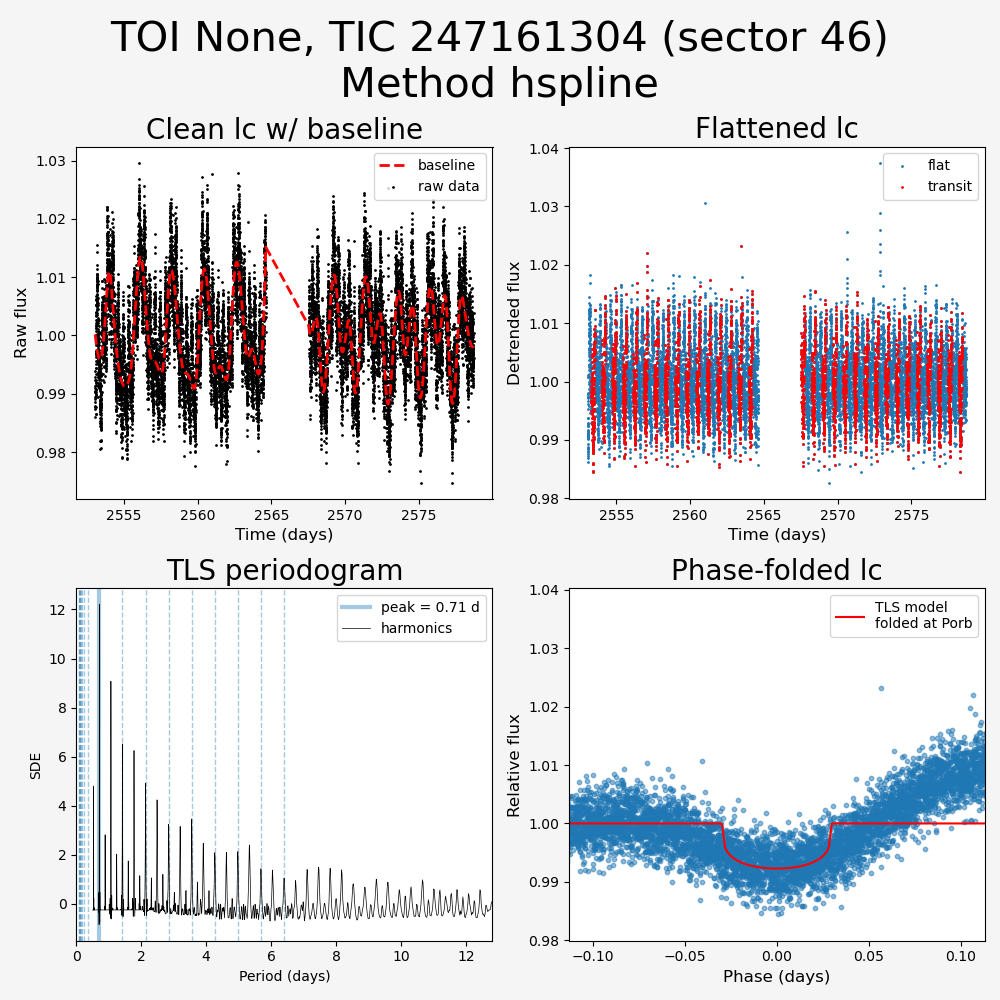 TOI None, TIC 247161304 (sector 46)
Method hspline
Clean lc w/ baseline
Flattened lc
baseline
raw data
flat
transit
1.03
1.02
1.01
1.00
0.99
0.98
Raw flux
2555
2560
2565
2570
2575
Time (days)
1.04
1.03
1.02
1.01
1.00
0.99
0.98
Detrended flux
2555
2560
2565
2570
2575
Time (days)
TLS periodogram
Phase-folded lc
peak = 0.71 d
harmonics
TLS model
folded at Porb
12
10
8
6
4
2
0
SDE
0
2
4
6
8
10
12
Period (days)
1.04
1.03
1.02
1.01
1.00
0.99
0.98
Relative flux
−0.10
−0.05
0.00
0.05
0.10
Phase (days)